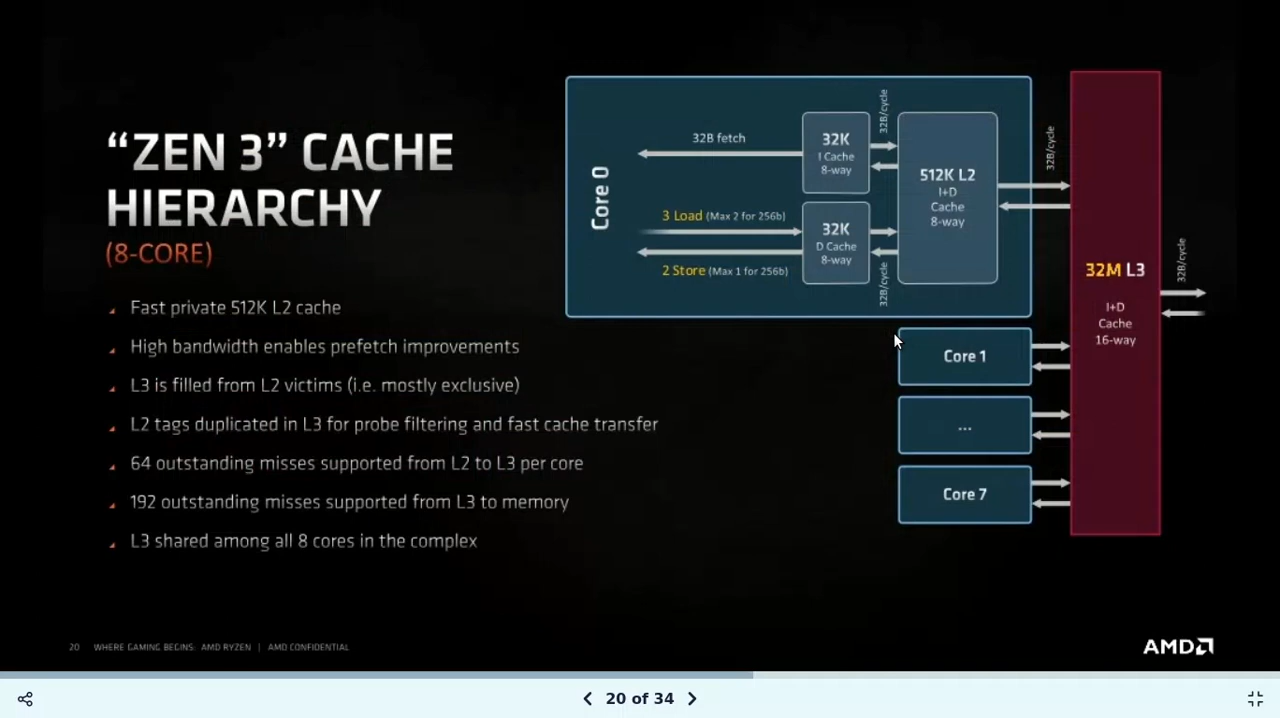 “ZEN 3” CACHE
HIERARCHY
(8-CORE)
Fast private 512K L2 cache
High bandwidth enables prefetch improvements
L3 is filled from L2 victims (i.e. mostly exclusive)
L2 tags duplicated in L3 for probe filtering and fast cache transfer
64 outstanding misses supported from L2 to L3 per core
192 outstanding misses supported from L3 to memory
L3 shared among all 8 cores in the complex
Core 0
32B fetch
3 Load (Max 2 for 256b)
2 Store (Max 1 for 256b)
32K
I Cache
8-way
32K
D Cache
8-way
32B/cycle
32B/cycle
512K L2
I+D
Cache
8-way
32B/cycle
Core 1
...
Core 7
32M L3
I+D
Cache
16-way
32B/cycle
20 WHERE GAMING BEGINS: AMD RYZEN | AMD CONFIDENTIAL
AMD
20 of 34